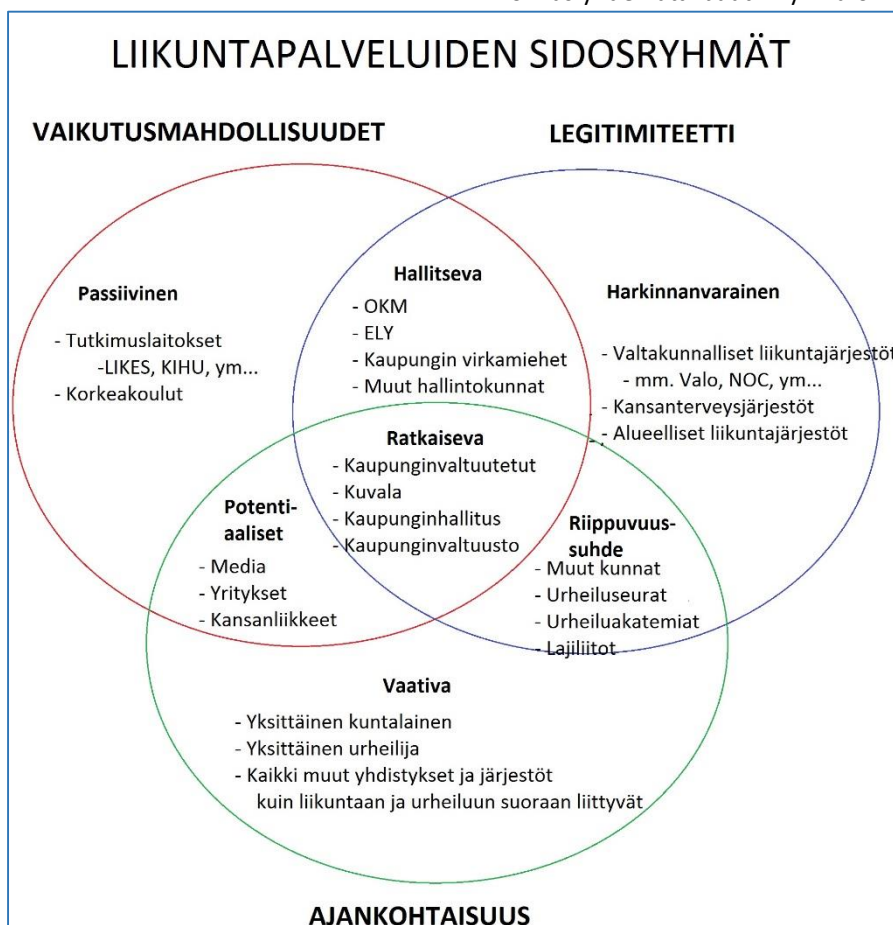 LIIKUNTAPALVELUIDEN SIDOSRYHMÄT
VAIKUTUSMAHDOLLISUUDET
LEGITIMITEETTI
Passiivinen
- Tutkimuslaitokset
-LIKES, KIHU, ym...
- Korkeakoulut
Hallitseva
- OKM
- ELY
- Kaupungin virkamiehet
- Muut hallintokunnat
Harkinnanvarainen
- Valtakunnalliset liikuntajärjestöt
- mm. Valo, NOC, ym...
- Kansanterveysjärjestöt
- Alueelliset liikuntajärjestöt
Ratkaiseva
- Kaupunginvaltuutetut
- Kuvala
- Kaupunginhallitus
- Kaupunginvaltuusto
Potenti-
aaliset
- Media
- Yritykset
- Kansanliikkeet
Riippuvuus-
suhde
- Muut kunnat
- Urheiluseurat
- Urheiluakatemiat
- Lajiliitot
Vaativa
- Yksittäinen kuntalainen
- Yksittäinen urheilija
- Kaikki muut yhdistykset ja järjestöt
kuin liikuntaan ja urheiluun suoraan liittyvät
AJANKOHTAISUUS